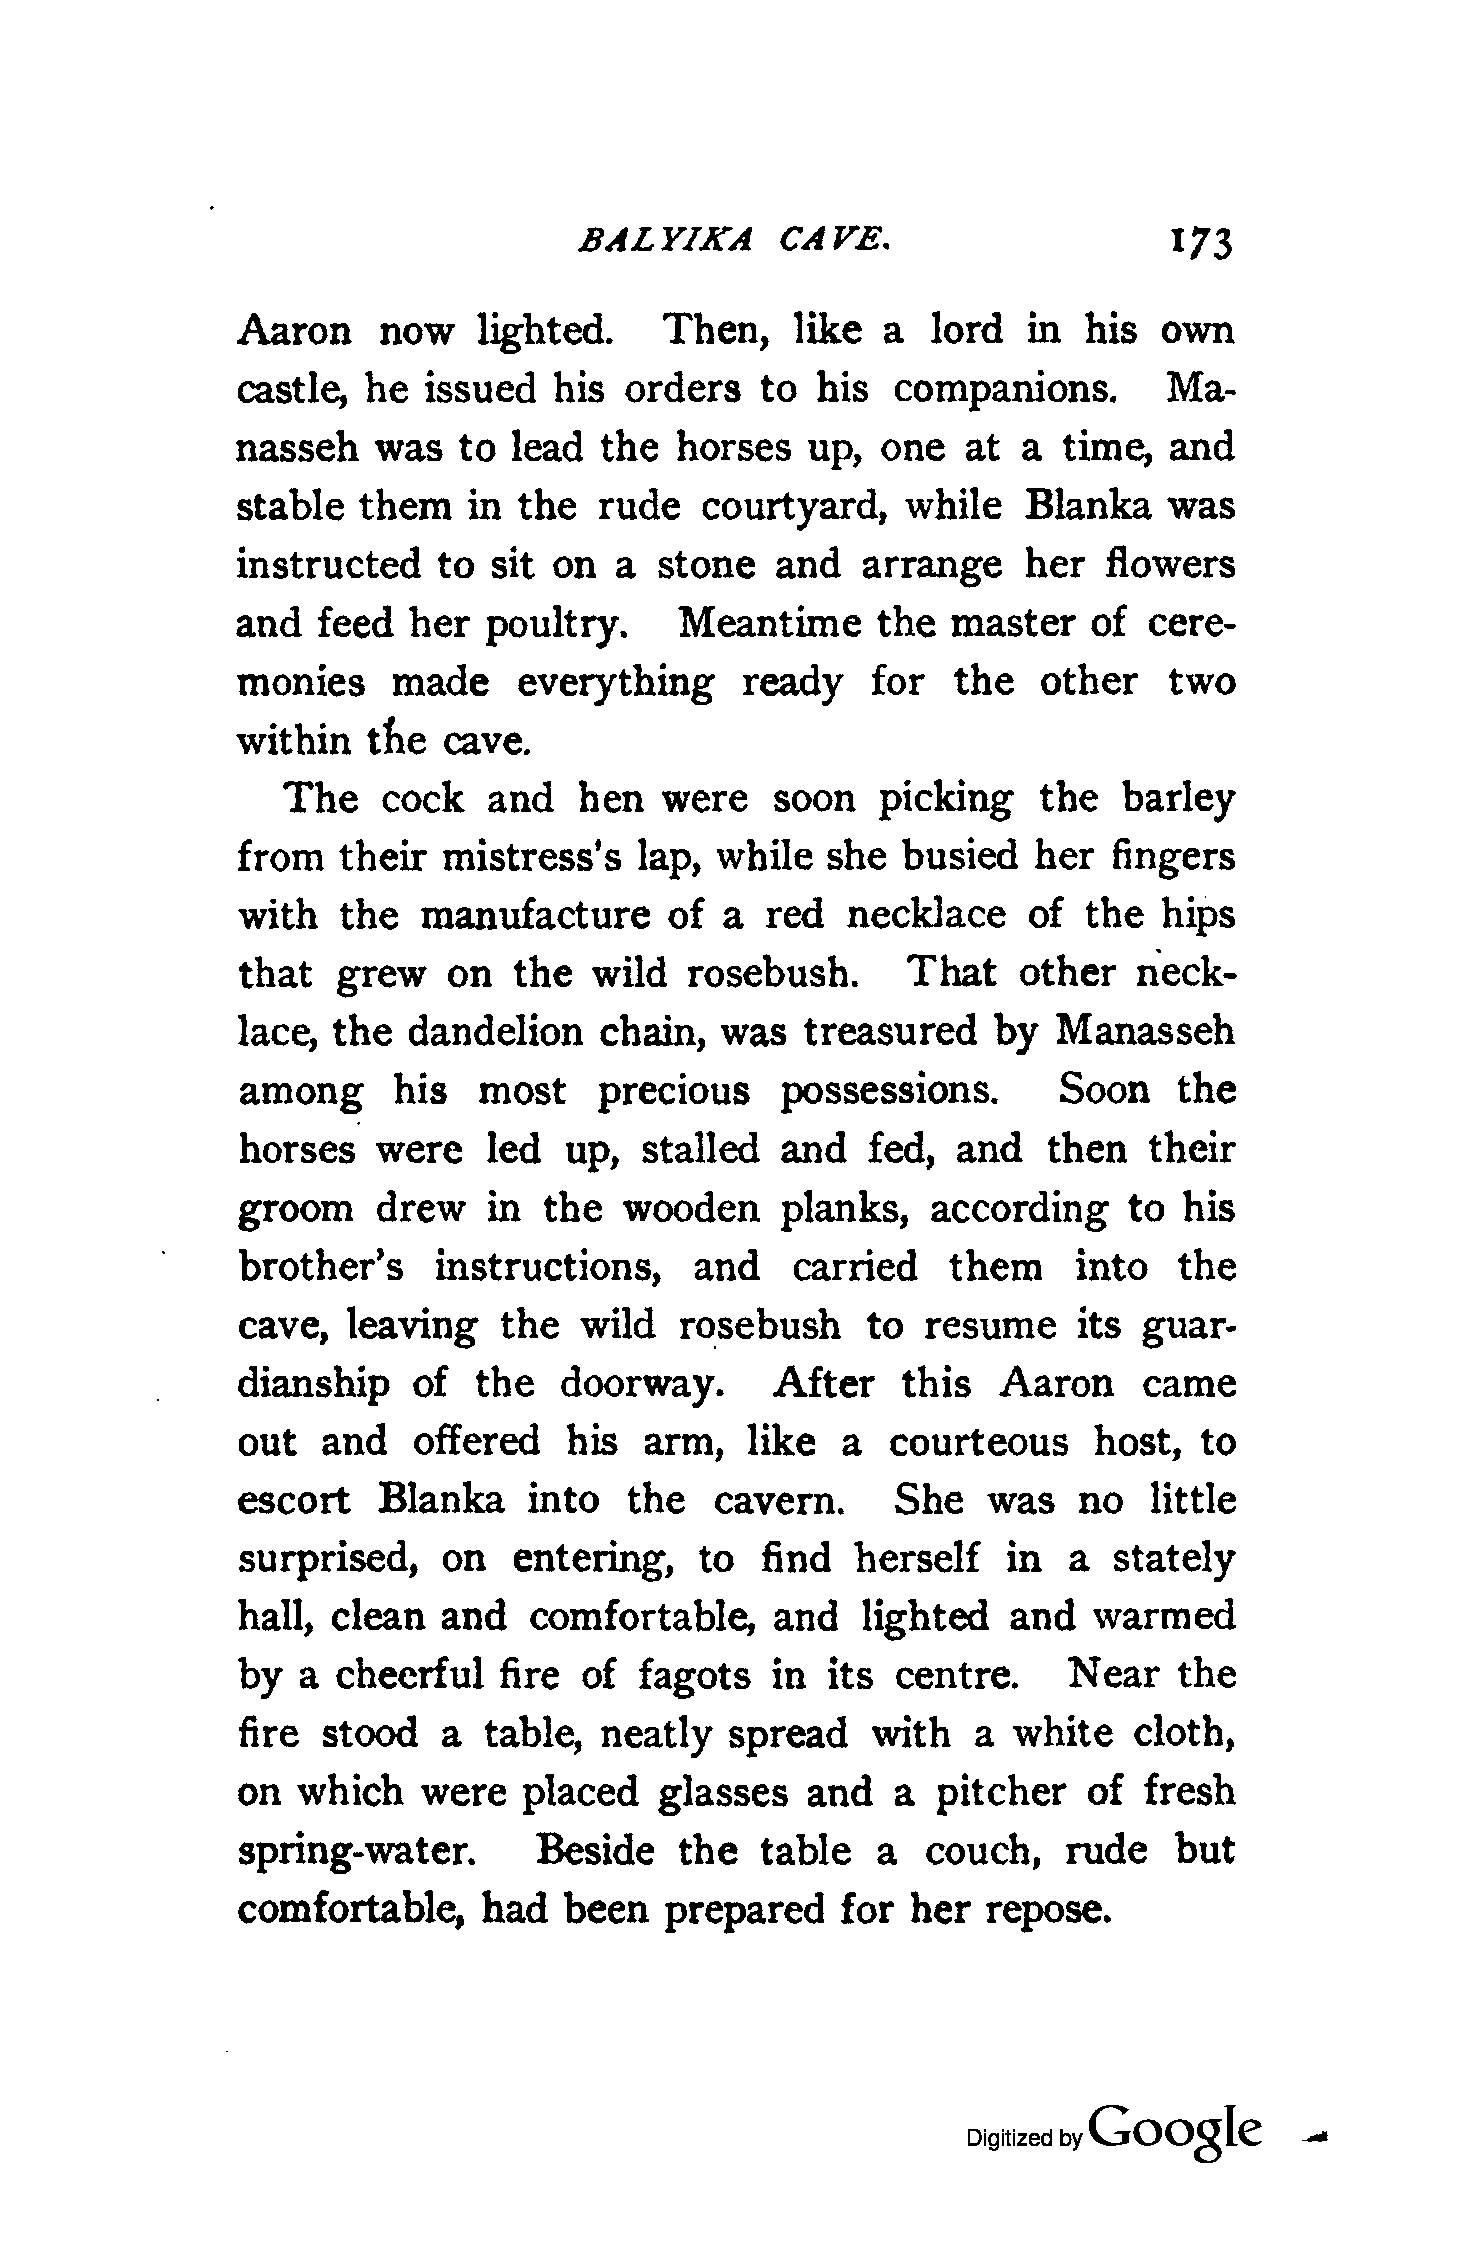 BALYIKA CAVE. 173
Aaron now lighted. Then, like a lord in his own
castle, he issued his orders to his companions. Ma-
nasseh was to lead the horses up, one at a time, and
stable them in the rude courtyard, while Blanka was
instructed to sit on a stone and arrange her flowers
and feed her poultry. Meantime the master of cere-
monies made everything ready for the other two
within the cave.
The cock and hen were soon picking the barley
from their mistress's lap, while she busied her fingers
with the manufacture of a red necklace of the hips
that grew on the wild rosebush. That other neck-
lace, the dandelion chain, was treasured by Manasseh
among his most precious possessions. Soon the
horses were led up, stalled and fed, and then their
groom drew in the wooden planks, according to his
brother's instructions, and carried them into the
cave, leaving the wild rosebush to resume its guar-
dianship of the doorway. After this Aaron came
out and offered his arm, like a courteous host, to
escort Blanka into the cavern. She was no little
surprised, on entering, to find herself in a stately
hall, clean and comfortable, and lighted and warmed
by a cheerful fire of fagots in its centre. Near the
fire stood a table, neatly spread with a white cloth,
on which were placed glasses and a pitcher of fresh
spring-water. Beside the table a couch, rude but
comfortable, had been prepared for her repose.
Digitized by Google